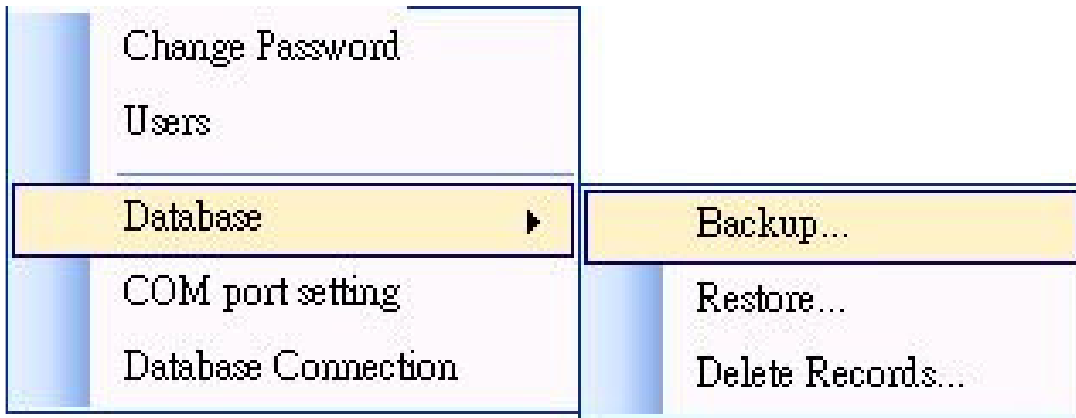 Change Password
Users
Database
COM port setting
Database Connection
Backup...
Restore...
Delete Records...